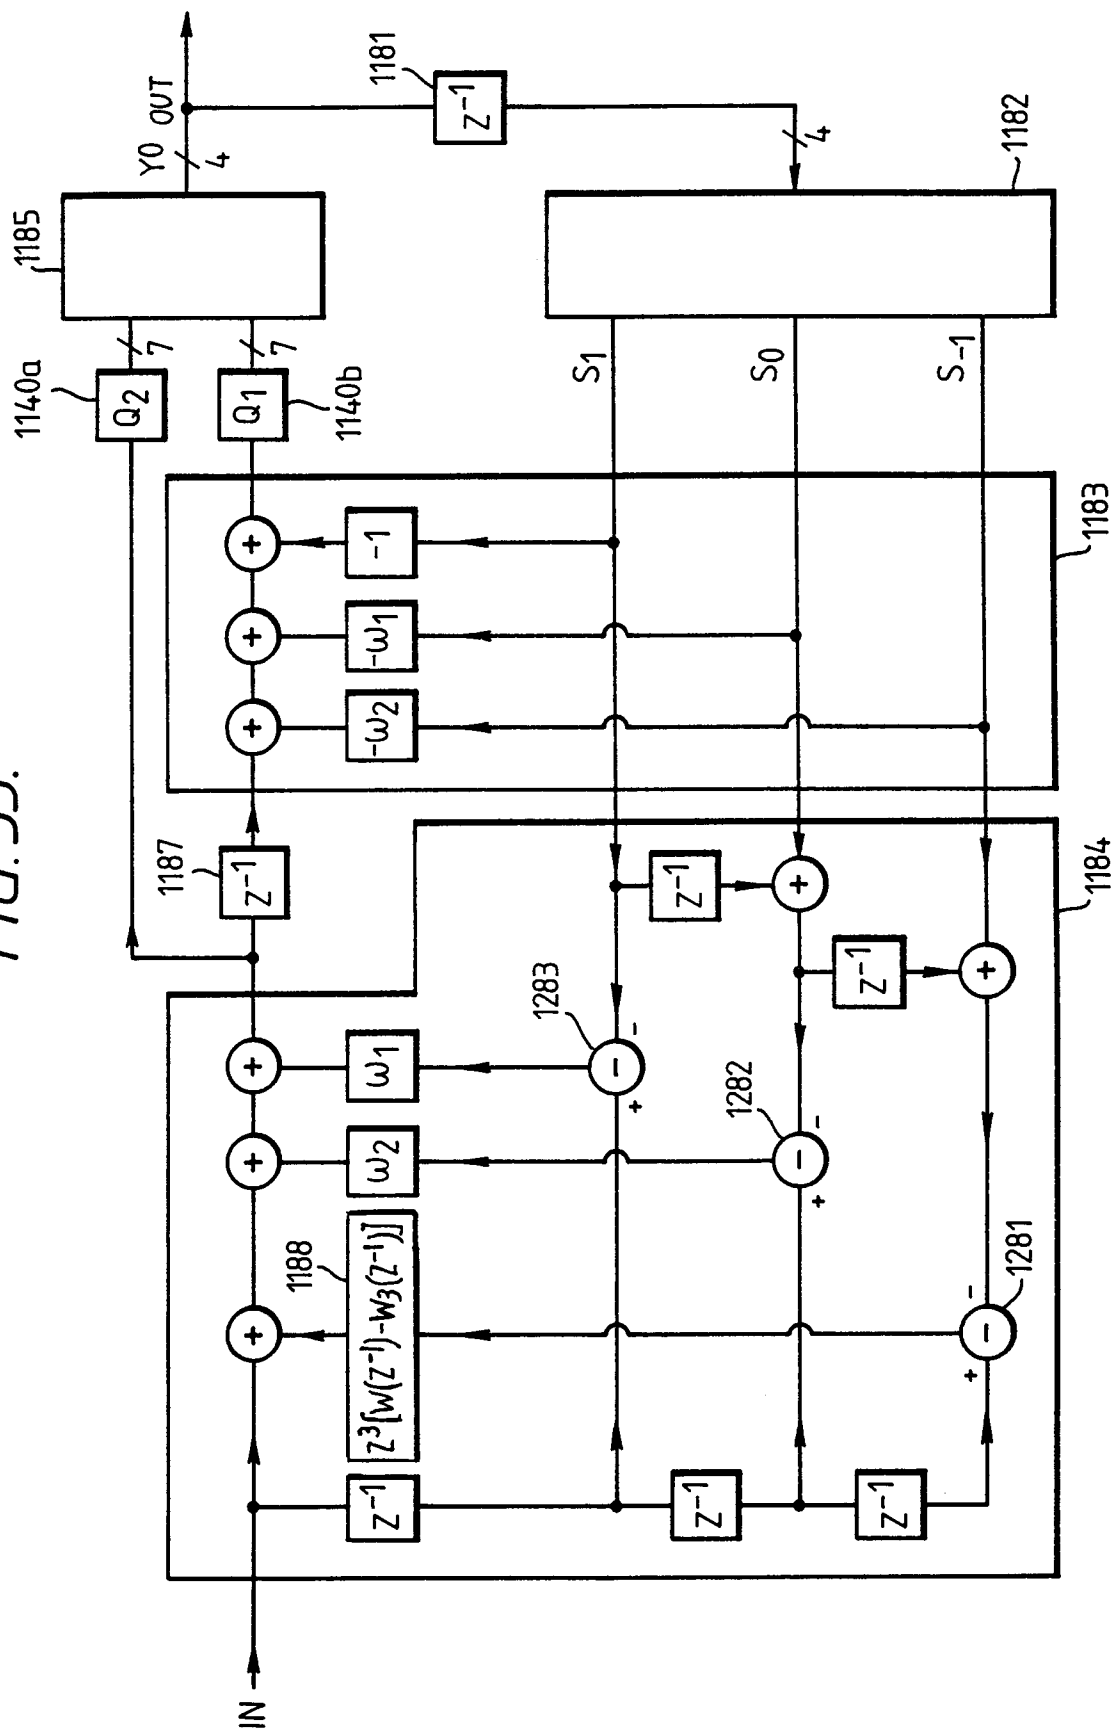 FIG.
1140a
1185
Q2
7
Y0 OUT
4
1187
Z⁻¹
Q1
7
1140b
IN
+
+
+
+
+
+
1188
Z⁻¹
Z³[W(Z⁻¹)-W₃(Z⁻¹)]
ω2
ω1
-ω2
-ω1
-1
1181
Z⁻¹
1283
+
-
-
S₁
Z⁻¹
Z⁻¹
1282
+
-
-
+
S₀
4
Z⁻¹
Z⁻¹
1281
+
-
-
+
S₋₁
1184
1183
1182